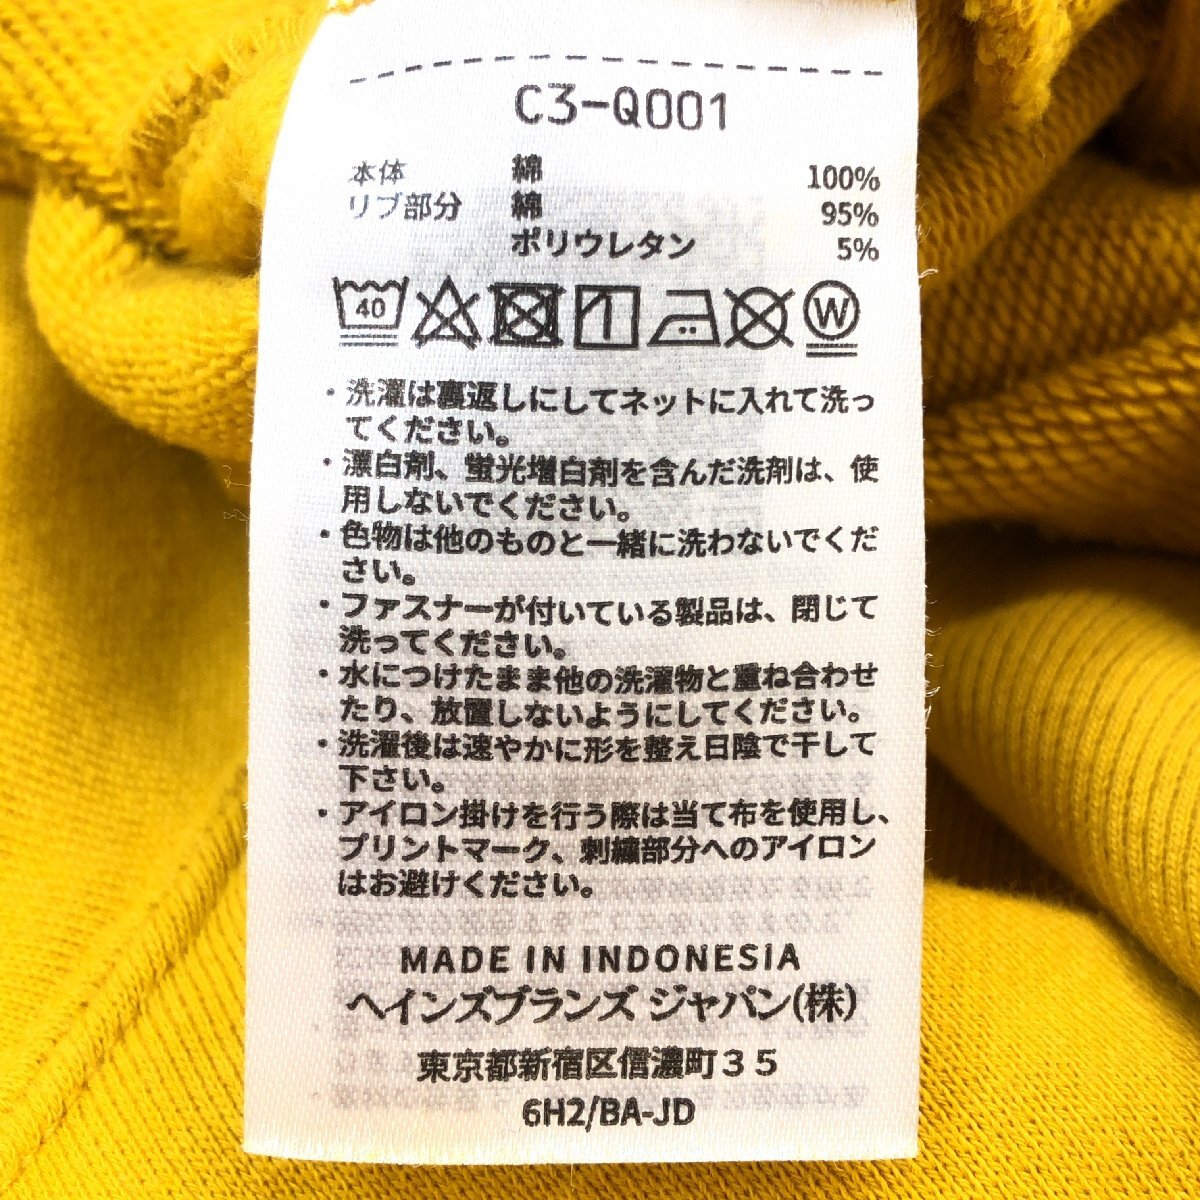 C3-Q001
本体 綿 100%
リブ部分 綿 95%
ポリウレタン 5%
40 W
・洗濯は裏返しにしてネットに入れて洗っ
てください。
・漂白剤、蛍光増白剤を含んだ洗剤は、使
用しないでください。
・色物は他のものと一緒に洗わないでくだ
さい。
・ファスナーが付いている製品は、閉じて
洗ってください。
・水につけたまま他の洗濯物と重ね合わせ
たり、放置しないようにしてください。
・洗濯後は速やかに形を整え日陰で干して
下さい。
・アイロン掛けを行う際は当て布を使用し、
プリントマーク、刺繍部分へのアイロン
はお避けください。
MADE IN INDONESIA
ヘインズブランズ ジャパン(株)
東京都新宿区信濃町35
6H2/BA-JD